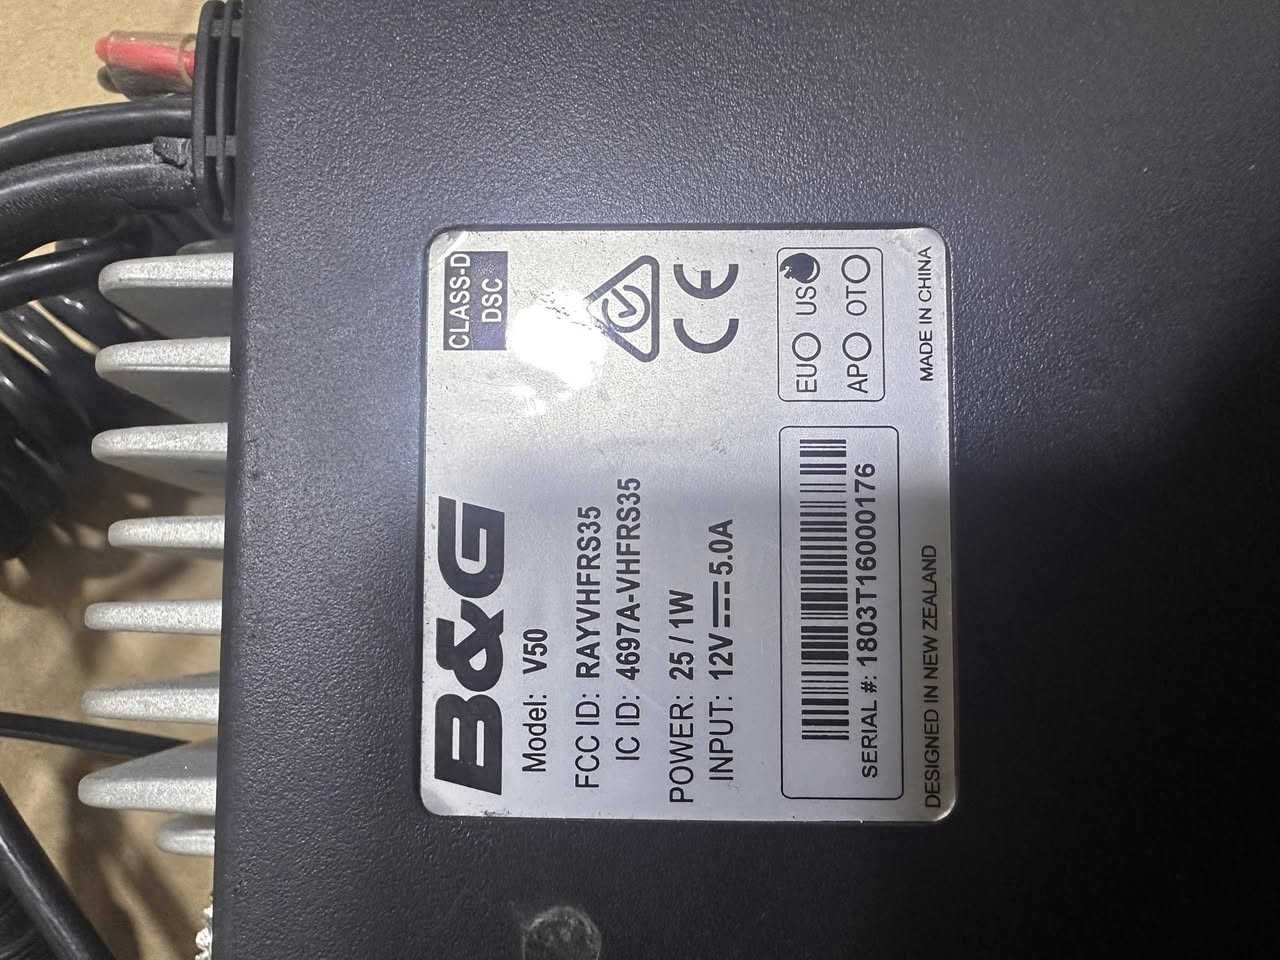 B&G
CLASS-D
DSC
Model: V50
FCC ID: RAYVHFRS35
IC ID: 4697A-VHFRS35
POWER: 25 / 1W
INPUT: 12V 5.0A
SERIAL #: 1803T16000176
EU US
AP OT
DESIGNED IN NEW ZEALAND
MADE IN CHINA